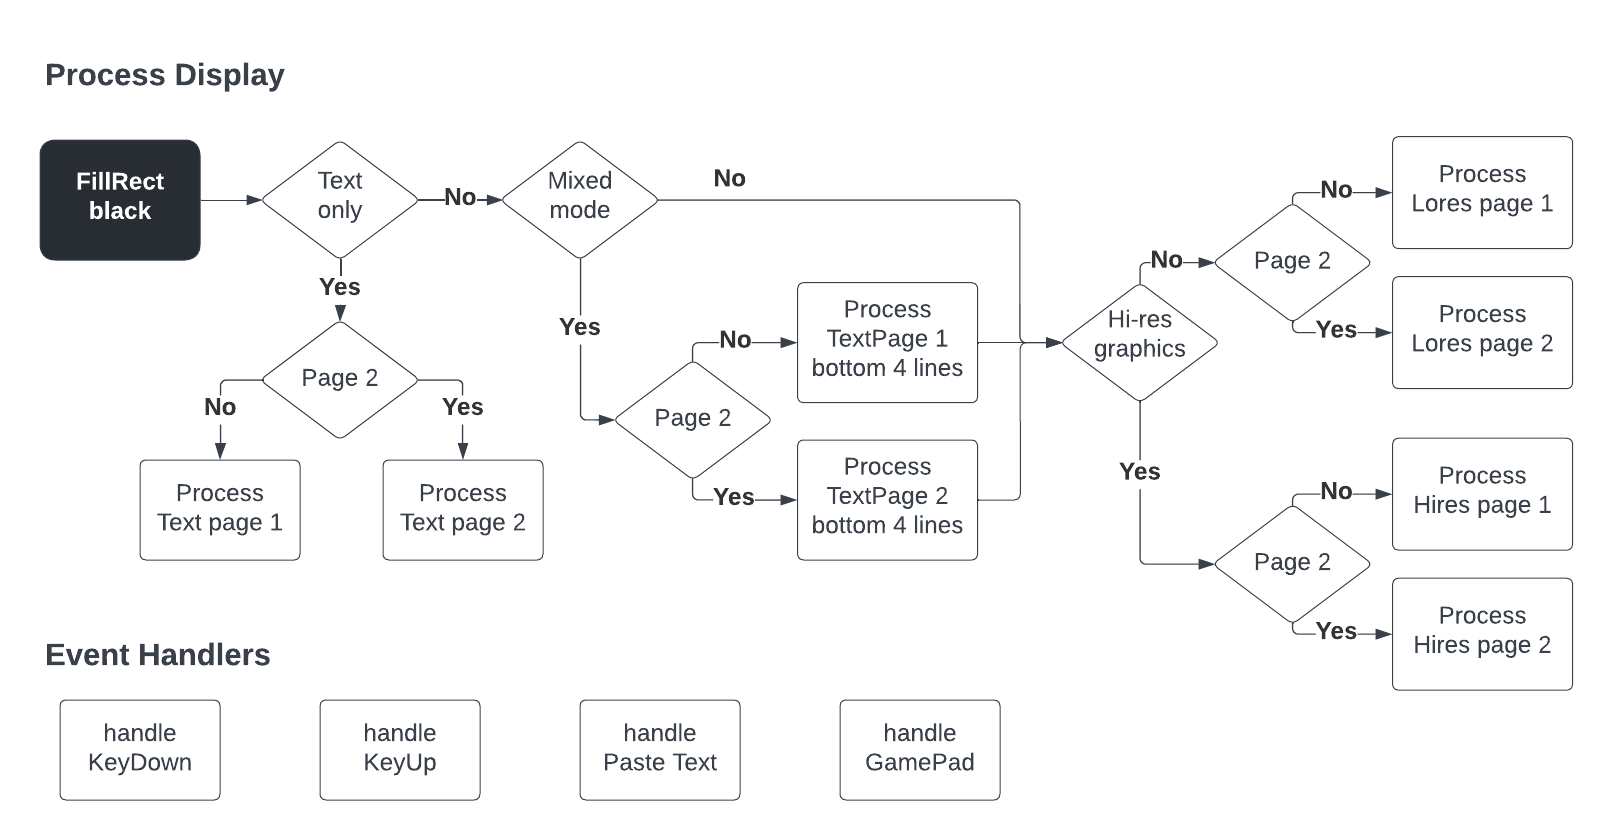 Process Display
FillRect
black
Text
only
No
Mixed
mode
No
Yes
Page 2
No
Yes
Process
Text page 1
Process
Text page 2
Yes
Page 2
No
Process
TextPage 1
bottom 4 lines
Yes
Process
TextPage 2
bottom 4 lines
Hi-res
graphics
No
Page 2
No
Process
Lores page 1
Yes
Process
Lores page 2
Yes
Page 2
No
Process
Hires page 1
Yes
Process
Hires page 2
Event Handlers
handle
KeyDown
handle
KeyUp
handle
Paste Text
handle
GamePad